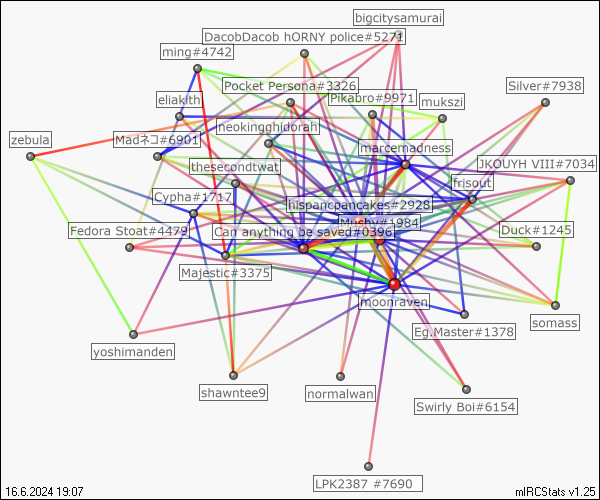 bigcitysamurai
DacobDacob hORNY police#5271
ming#4742
Pocket Persona#3326
Silver#7938
eliakith
Pikabro#9971
mukszi
neokingghidorah
zebula
Madネコ#6901
marcemadness
thesecondtwat
JKOUYH VIII#7034
frisout
Cypha#1717
hispancpancakes#2928
Fedora Stoat#4479
Can anything be saved#0396
Duck#1245
Majestic#3375
moonraven
Eg.Master#1378
somass
yoshimanden
shawntee9
normalwan
Swirly Boi#6154
LPK2387 #7690
16.6.2024 19:07
mIRCStats v1.25